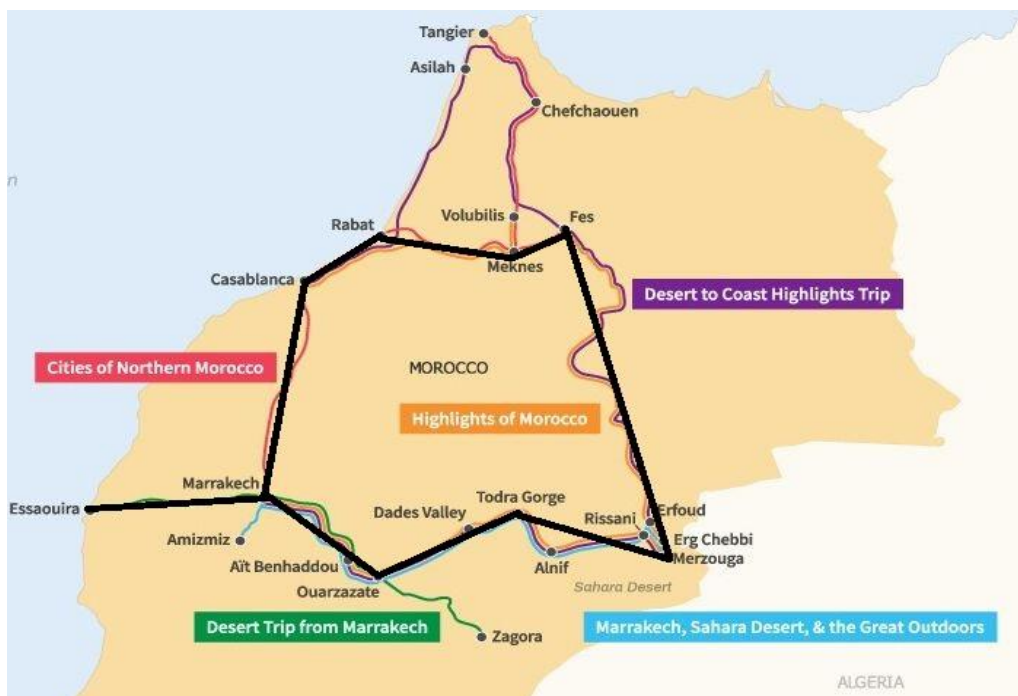 Tangier
Asilah
Chefchaouen
n
Volubilis
Fes
Rabat
Meknes
Casablanca
Desert to Coast Highlights Trip
Cities of Northern Morocco
MOROCCO
Highlights of Morocco
Marrakech
Essaouira
Todra Gorge
Dades Valley
Rissani
Erfoud
Amizmiz
Erg Chebbi
Merzouga
Aït Benhaddou
Alnif
Ouarzazate
Sahara Desert
Desert Trip from Marrakech
Marrakech, Sahara Desert, & the Great Outdoors
Zagora
ALGERIA